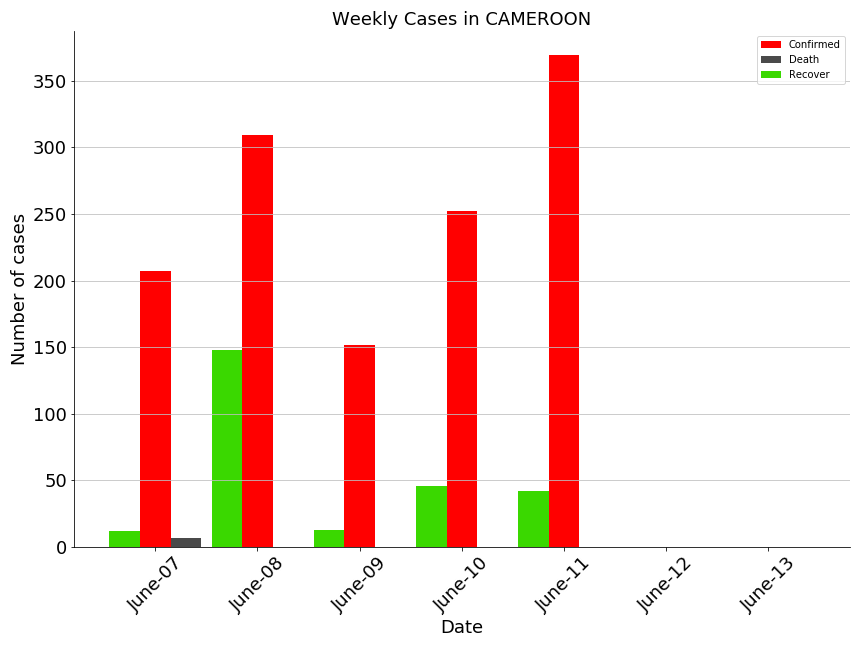 Weekly Cases in CAMEROON
Confirmed
Death
Recover
Number of cases
350
300
250
200
150
100
50
0
June-07
June-08
June-09
June-10
June-11
June-12
June-13
Date